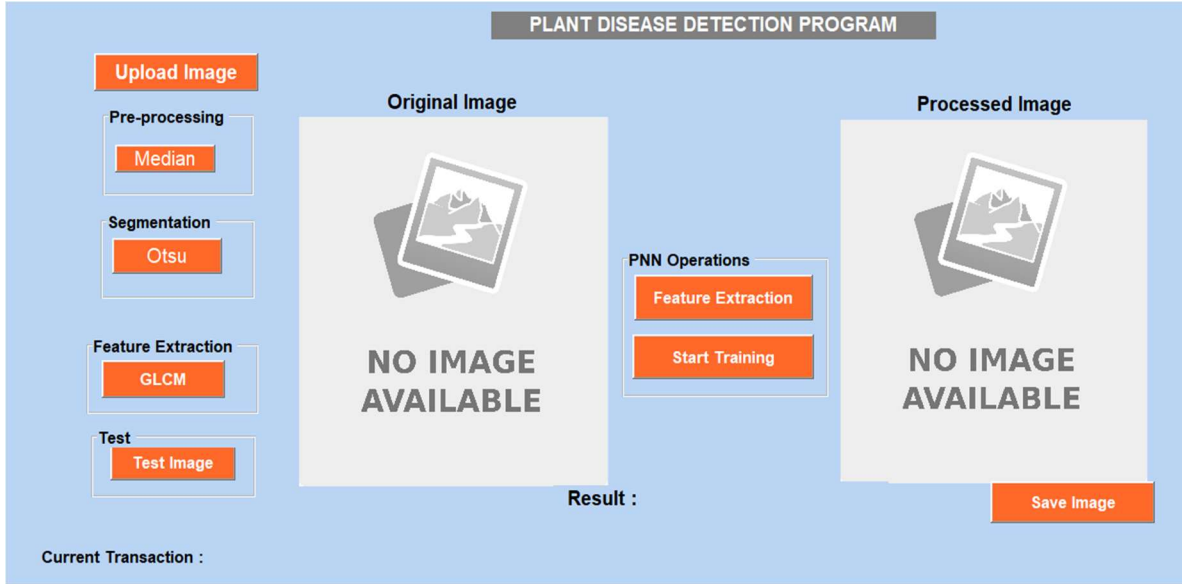 PLANT DISEASE DETECTION PROGRAM
Upload Image
Pre-processing
Median
Segmentation
Otsu
Feature Extraction
GLCM
Test
Test Image
Original Image
NO IMAGE
AVAILABLE
PNN Operations
Feature Extraction
Start Training
Processed Image
NO IMAGE
AVAILABLE
Result :
Save Image
Current Transaction :